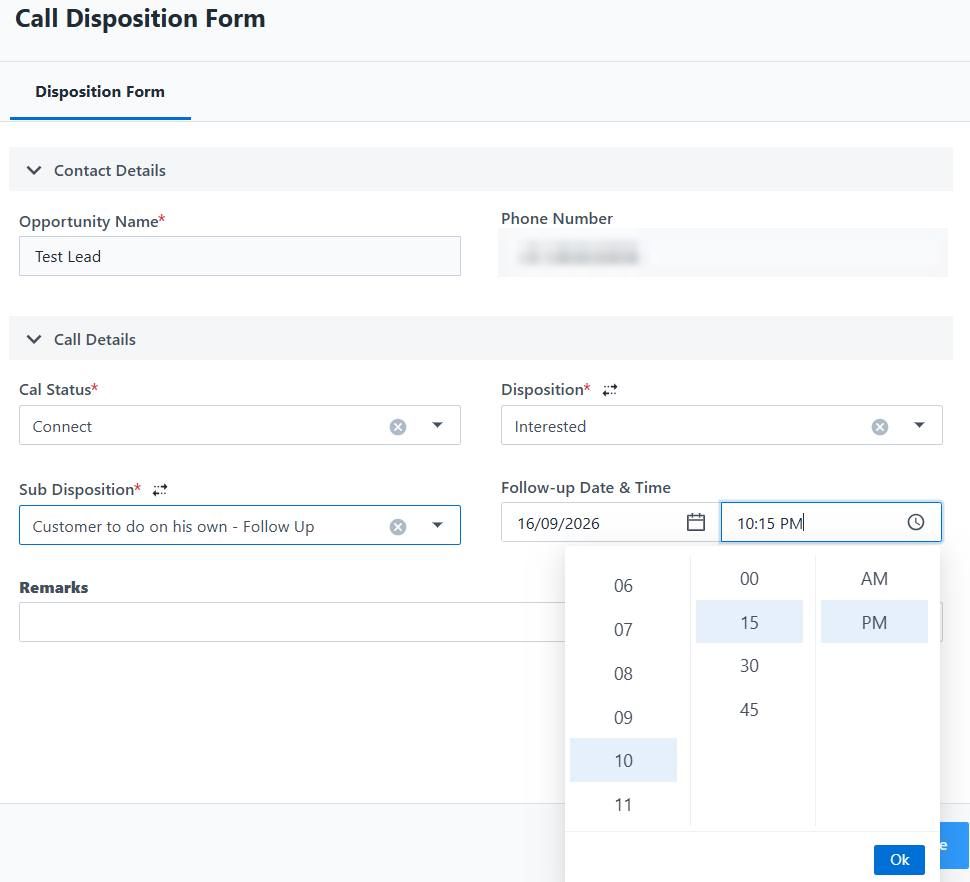 Call Disposition Form
Disposition Form
Contact Details
Opportunity Name*
Phone Number
Test Lead
Call Details
Cal Status*
Disposition*
Connect
Interested
Sub Disposition*
Follow-up Date & Time
Customer to do on his own - Follow Up
16/09/2026
10:15 PM
Remarks
06 00 AM
07 15 PM
08 30
09 45
10
11
Ok